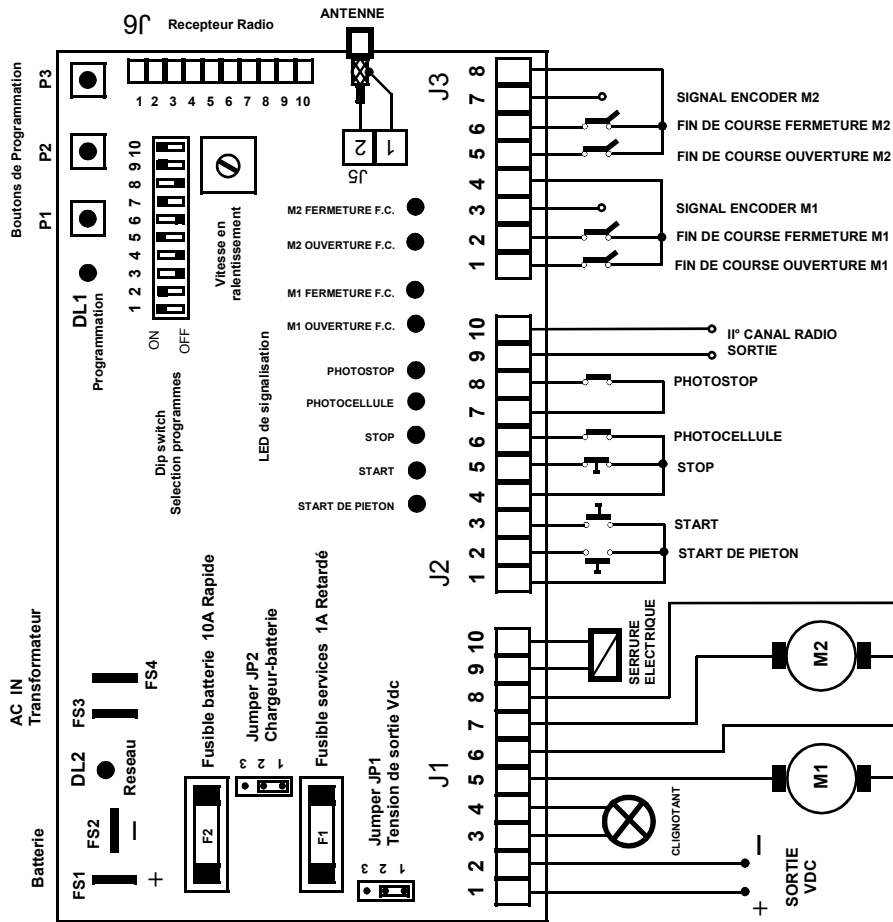 J6 Recepteur Radio
ANTENNE
1 2 3 4 5 6 7 8 9 10
Boutons de Programmation
P1
P2
P3
DL1
Programmation
1 2 3 4 5 6 7 8 9 10
ON
OFF
Dip switch
Selection programmes
Vitesse en
ralentissement
J5
1
2
LED de signalisation
M2 FERMETURE F.C.
M2 OUVERTURE F.C.
M1 FERMETURE F.C.
M1 OUVERTURE F.C.
PHOTOSTOP
PHOTOCELLULE
STOP
START
START DE PIETON
J3
8
7
6
5
4
3
2
1
SIGNAL ENCODER M2
FIN DE COURSE FERMETURE M2
FIN DE COURSE OUVERTURE M2
SIGNAL ENCODER M1
FIN DE COURSE FERMETURE M1
FIN DE COURSE OUVERTURE M1
J2
10
9
8
7
6
5
4
3
2
1
II° CANAL RADIO
SORTIE
PHOTOSTOP
PHOTOCELLULE
STOP
START
START DE PIETON
AC IN
Transformateur
FS3
FS4
DL2
Reseau
Batterie
FS1
FS2
+
–
Fusible batterie 10A Rapide
F2
Jumper JP2
Chargeur-batterie
1 2 3
Fusible services 1A Retardé
F1
Jumper JP1
Tension de sortie Vdc
1 2 3
J1
10
9
8
7
6
5
4
3
2
1
SERRURE
ELECTRIQUE
M2
M1
CLIGNOTANT
+
–
SORTIE
VDC